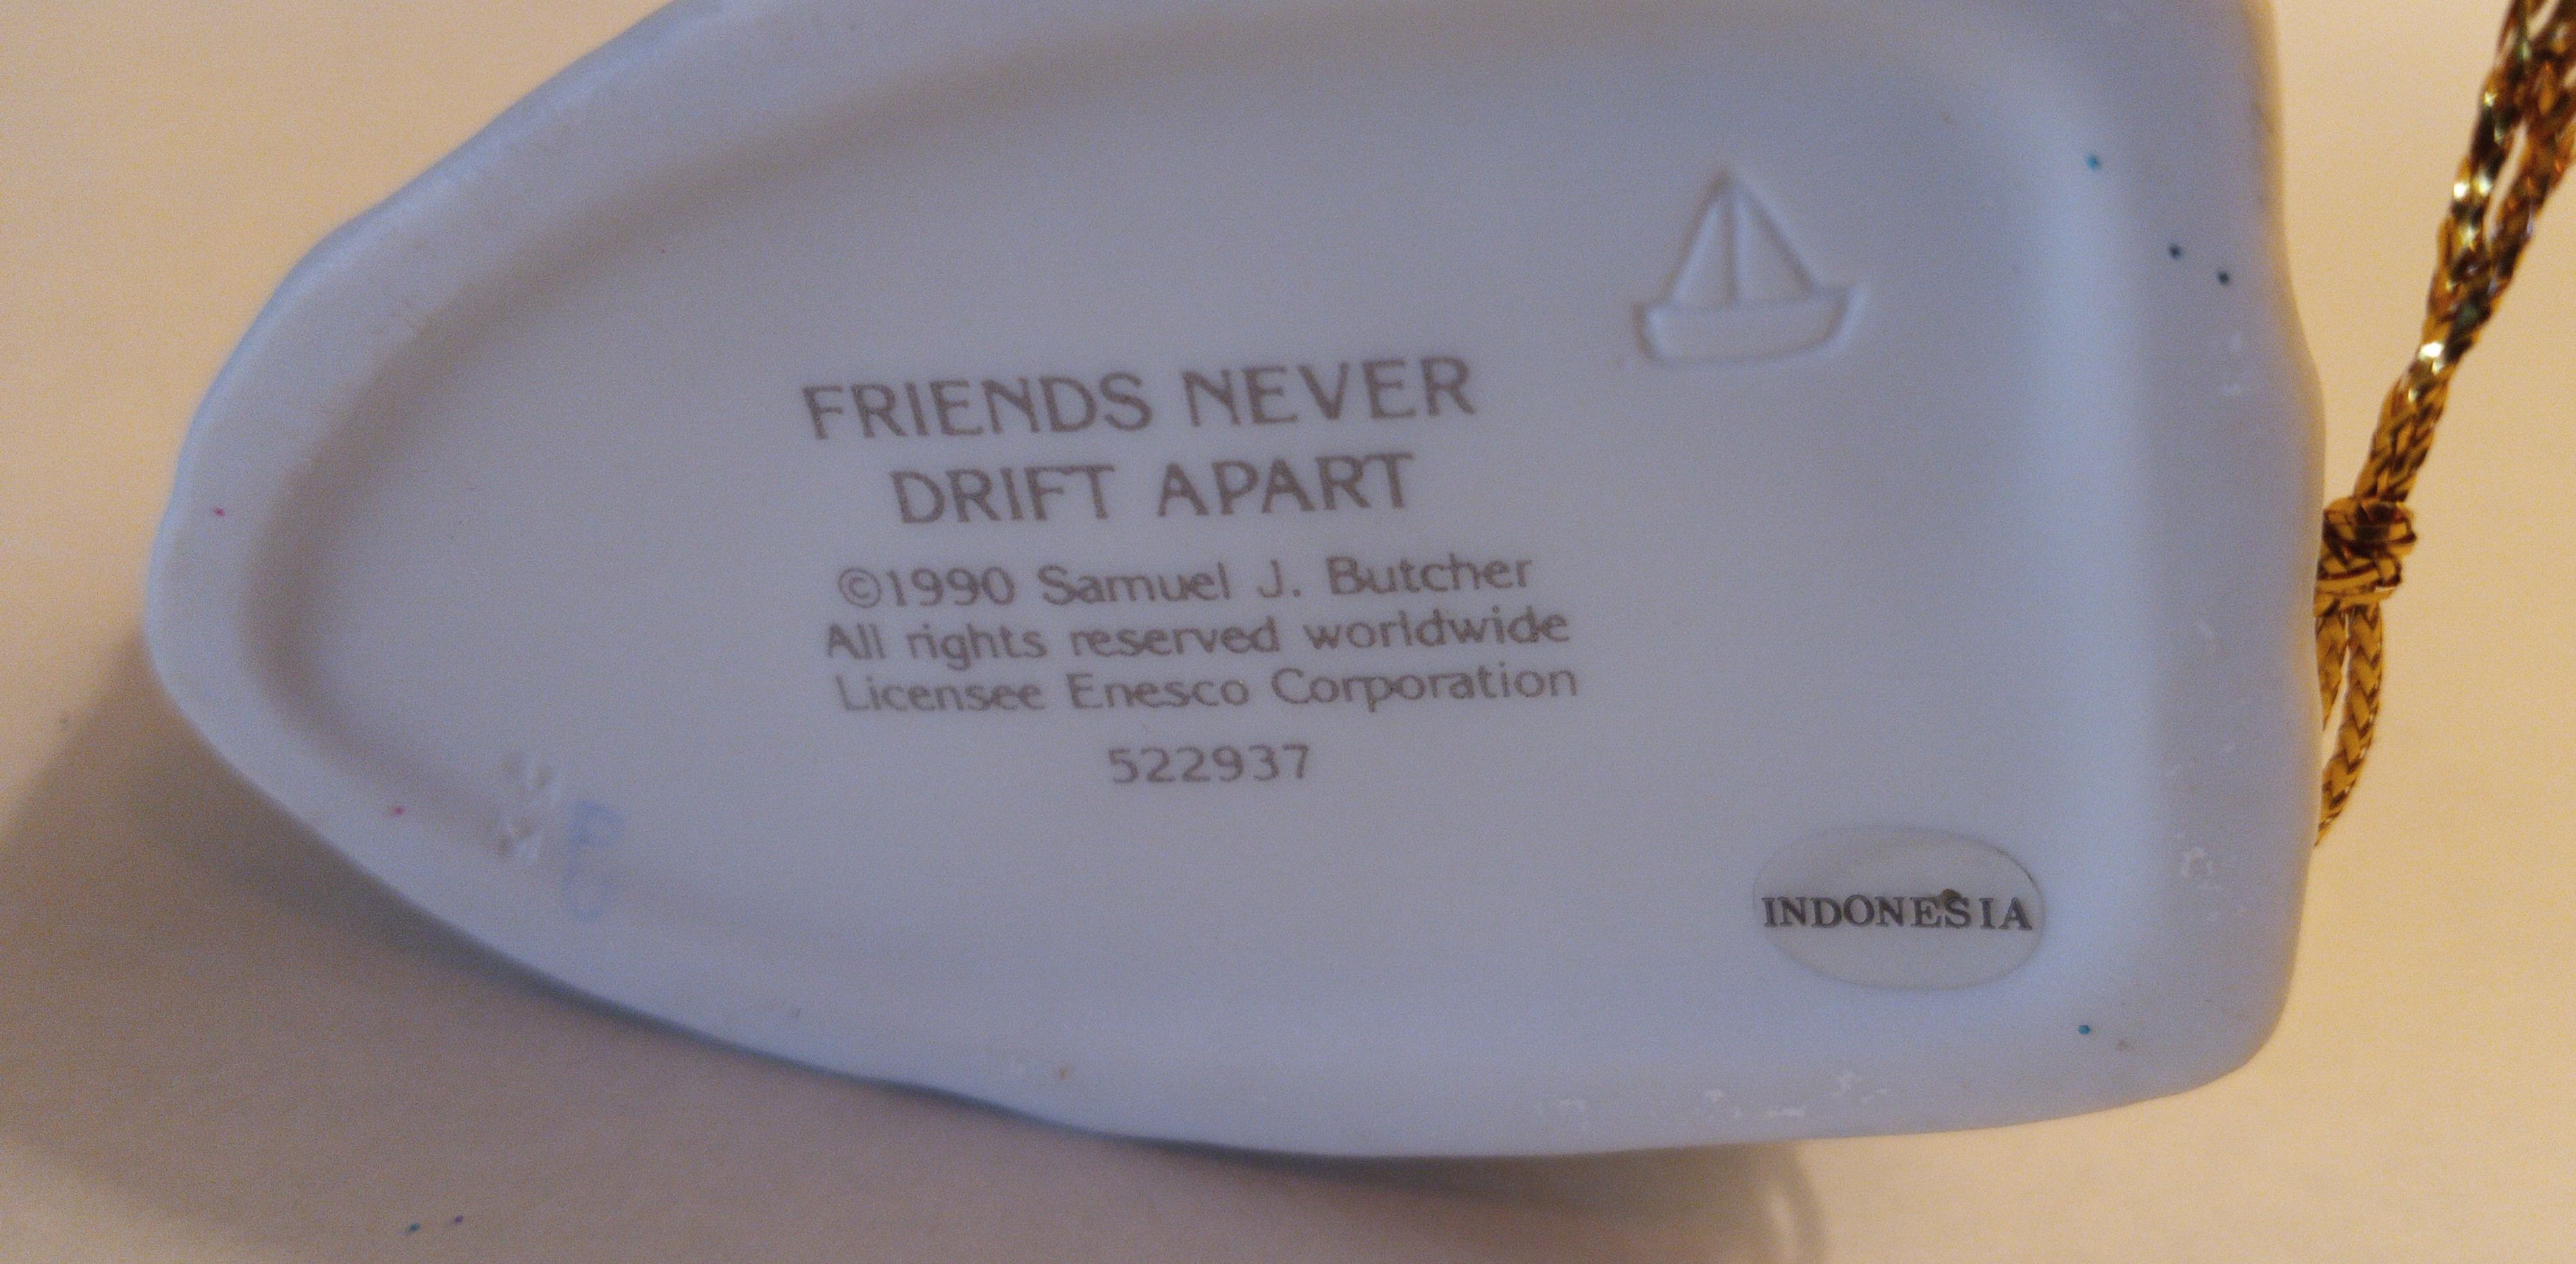 FRIENDS NEVER
DRIFT APART
©1990 Samuel J. Butcher
All rights reserved worldwide
Licensee Enesco Corporation
522937
INDONESIA